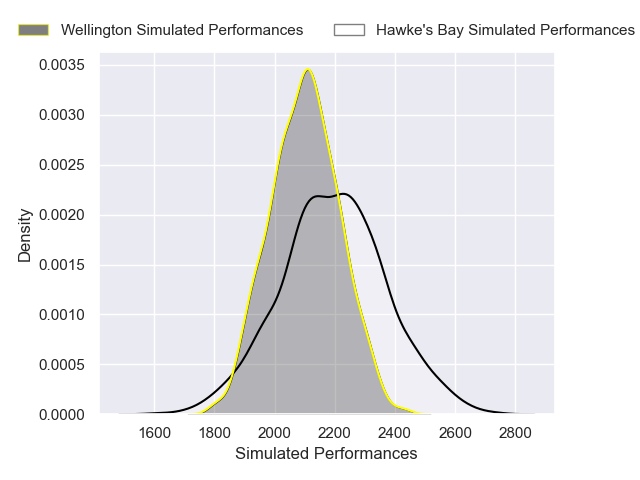 Wellington Simulated Performances Hawke's Bay Simulated Performances
0.0035
0.0030
0.0025
0.0020
0.0015
0.0010
0.0005
0.0000
Density
1600 1800 2000 2200 2400 2600 2800
Simulated Performances